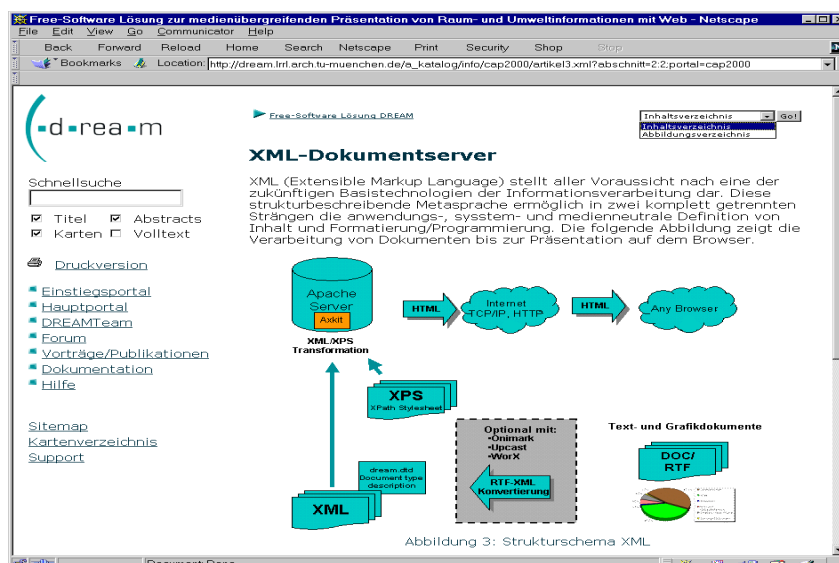 Free-Software Lösung zur medienübergreifenden Präsentation von Raum- und Umweltinformationen mit Web - Netscape
File Edit View Go Communicator Help
Back Forward Reload Home Search Netscape Print Security Shop Stop
Bookmarks Location: http://dream.lrrl.arch.tu-muenchen.de/a_katalog/info/cap2000/artikel3.xml?abschnitt=2:2;portal=cap2000
d-rea-m
Free-Software Lösung DREAM
Inhaltsverzeichnis Go!
Inhaltsverzeichnis
Abbildungsverzeichnis
XML-Dokumentserver
XML (Extensible Markup Language) stellt aller Voraussicht nach eine der
zukünftigen Basistechnologien der Informationsverarbeitung dar. Diese
strukturbeschreibende Metasprache ermöglich in zwei komplett getrennten
Strängen die anwendungs-, sysstem- und medienneutrale Definition von
Inhalt und Formatierung/Programmierung. Die folgende Abbildung zeigt die
Verarbeitung von Dokumenten bis zur Präsentation auf dem Browser.
Schnellsuche
Titel Abstracts
Karten Volltext
Druckversion
Einstiegsportal
Hauptportal
DREAMTeam
Forum
Vorträge/Publikationen
Dokumentation
Hilfe
Sitemap
Kartenverzeichnis
Support
Apache
Server
Axkit
XML/XPS
Transformation
HTML
Internet
TCP/IP, HTTP
HTML
Any Browser
XPS
XPath Stylesheet
Optional mit:
•Onimark
•Upcast
•WorX
RTF-XML
Konvertierung
Text- und Grafikdokumente
DOC/
RTF
dream.dtd
Document type
description
XML
Abbildung 3: Strukturschema XML
Document: Done